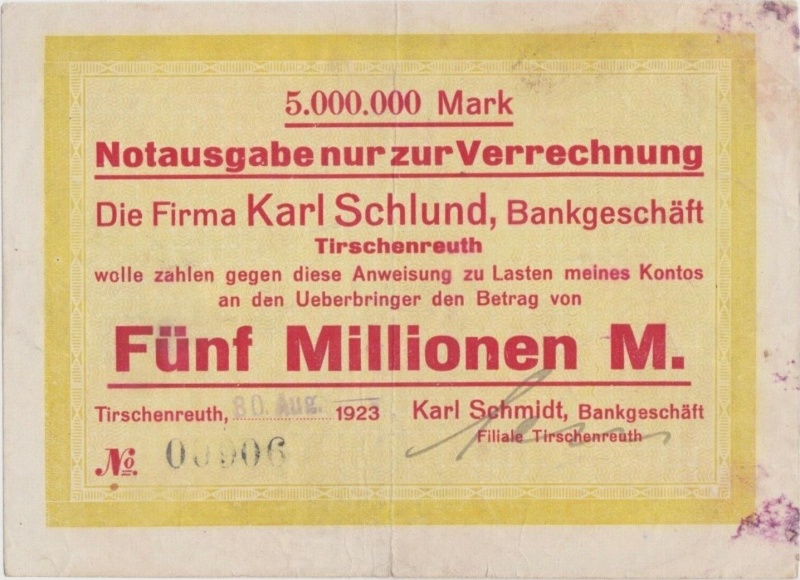 5.000.000 Mark
Notausgabe nur zur Verrechnung
Die Firma Karl Schlund, Bankgeschäft
Tirschenreuth
wolle zahlen gegen diese Anweisung zu Lasten meines Kontos
an den Ueberbringer den Betrag von
Fünf Millionen M.
Tirschenreuth, 30. Aug. 1923
Karl Schmidt, Bankgeschäft
Filiale Tirschenreuth
No. 00906